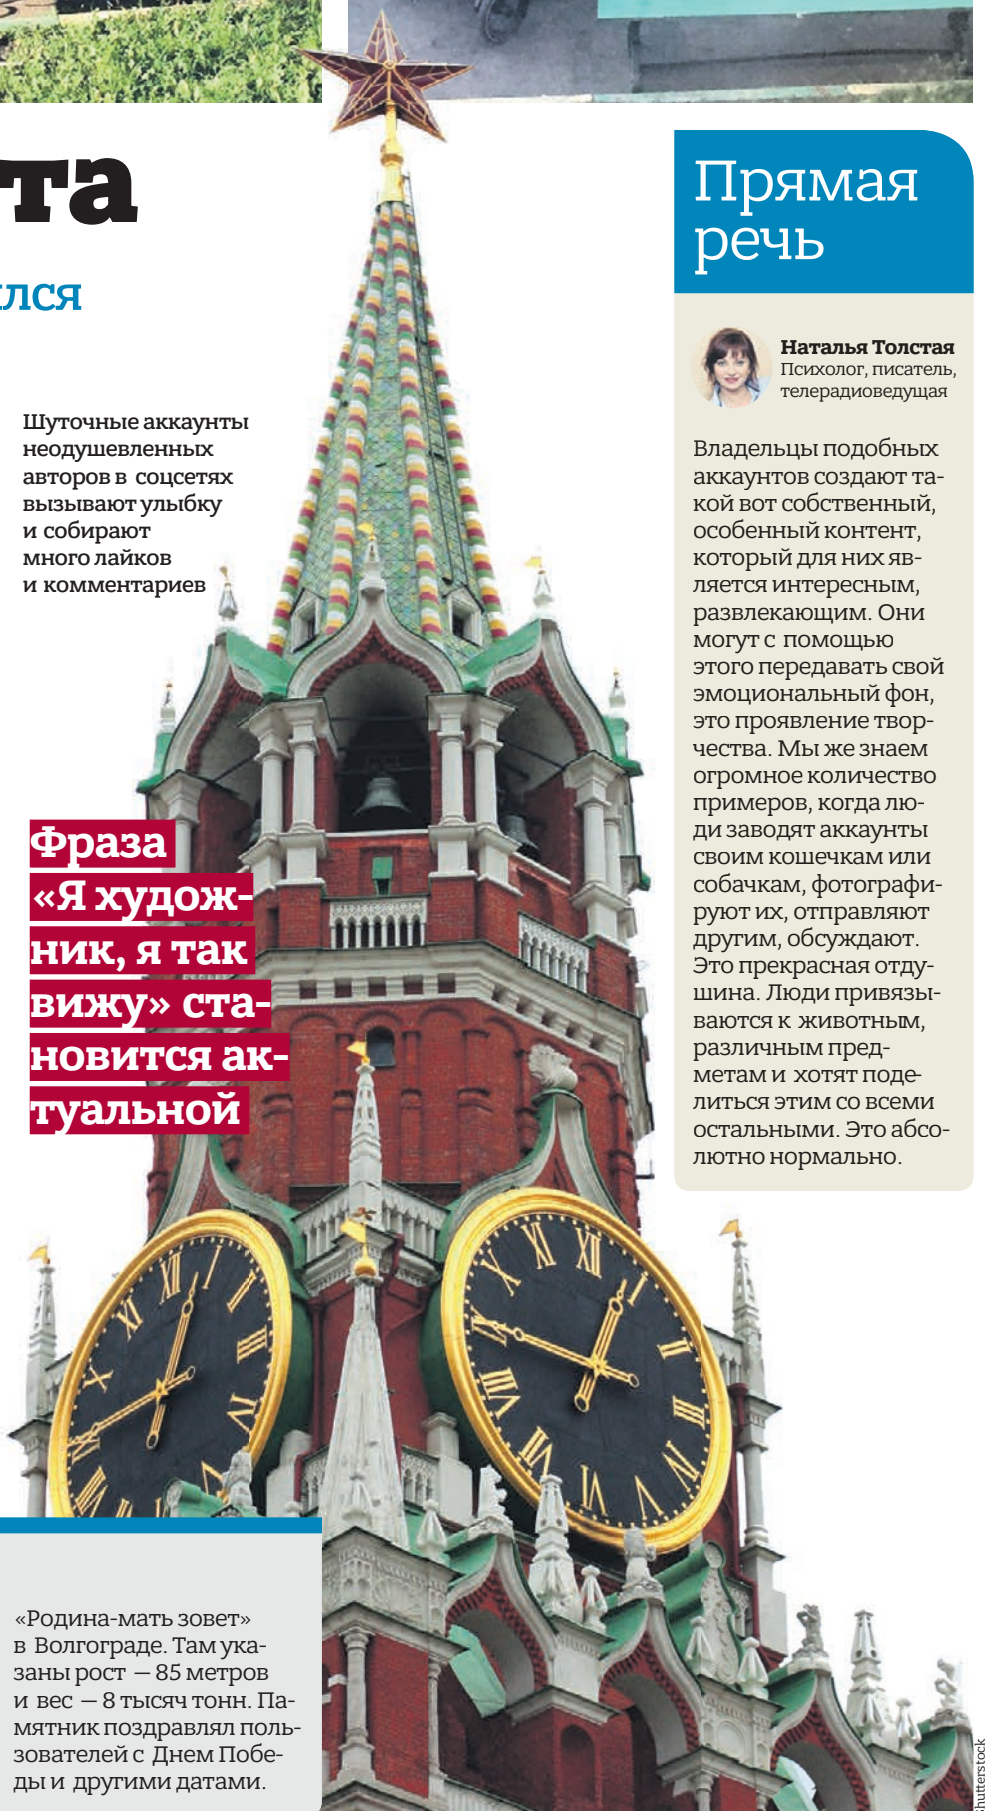 та
лся
Шуточные аккаунты
неодушевленных
авторов в соцсетях
вызывают улыбку
и собирают
много лайков
и комментариев
Фраза
«Я худож-
ник, я так
вижу» ста-
новится ак-
туальной
«Родина-мать зовет»
в Волгограде. Там ука-
заны рост — 85 метров
и вес — 8 тысяч тонн. Па-
мятник поздравлял поль-
зователей с Днем Побе-
ды и другими датами.
Прямая
речь
Наталья Толстая
Психолог, писатель,
телерадиоведущая
Владельцы подобных
аккаунтов создают та-
кой вот собственный,
особенный контент,
который для них яв-
ляется интересным,
развлекающим. Они
могут с помощью
этого передавать свой
эмоциональный фон,
это проявление твор-
чества. Мы же знаем
огромное количество
примеров, когда лю-
ди заводят аккаунты
своим кошечкам или
собачкам, фотографи-
руют их, отправляют
другим, обсуждают.
Это прекрасная отду-
шина. Люди привязы-
ваются к животным,
различным пред-
метам и хотят поде-
литься этим со всеми
остальными. Это абсо-
лютно нормально.
hutterstock